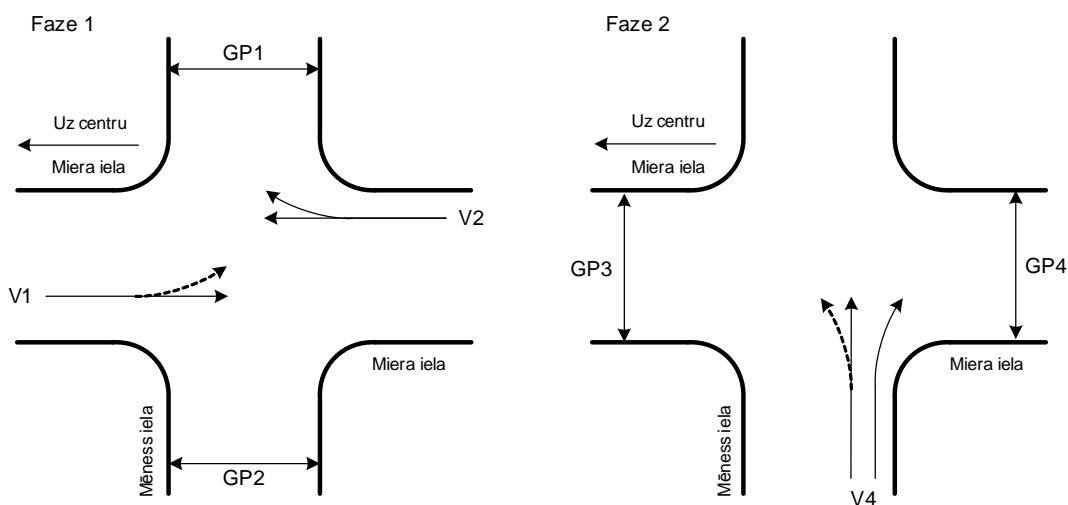 Faze 1
GP1
Uz centru
Miera iela
V2
V1
Miera iela
Mēness iela
GP2
Faze 2
Uz centru
Miera iela
GP3
GP4
Miera iela
Mēness iela
V4